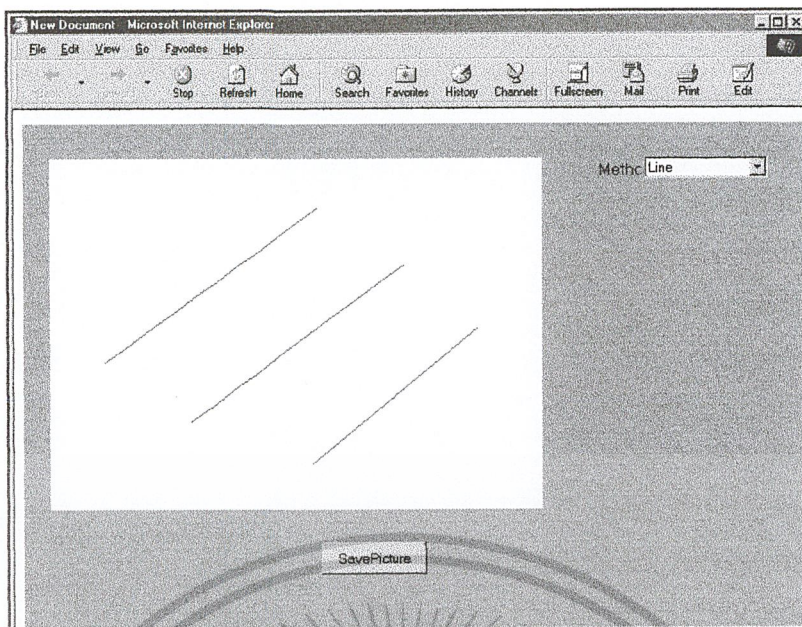 New Document - Microsoft Internet Explorer
File Edit View Go Favorites Help
Stop Refresh Home Search Favorites History Channels Fullscreen Mail Print Edit
Methc Line
SavePicture